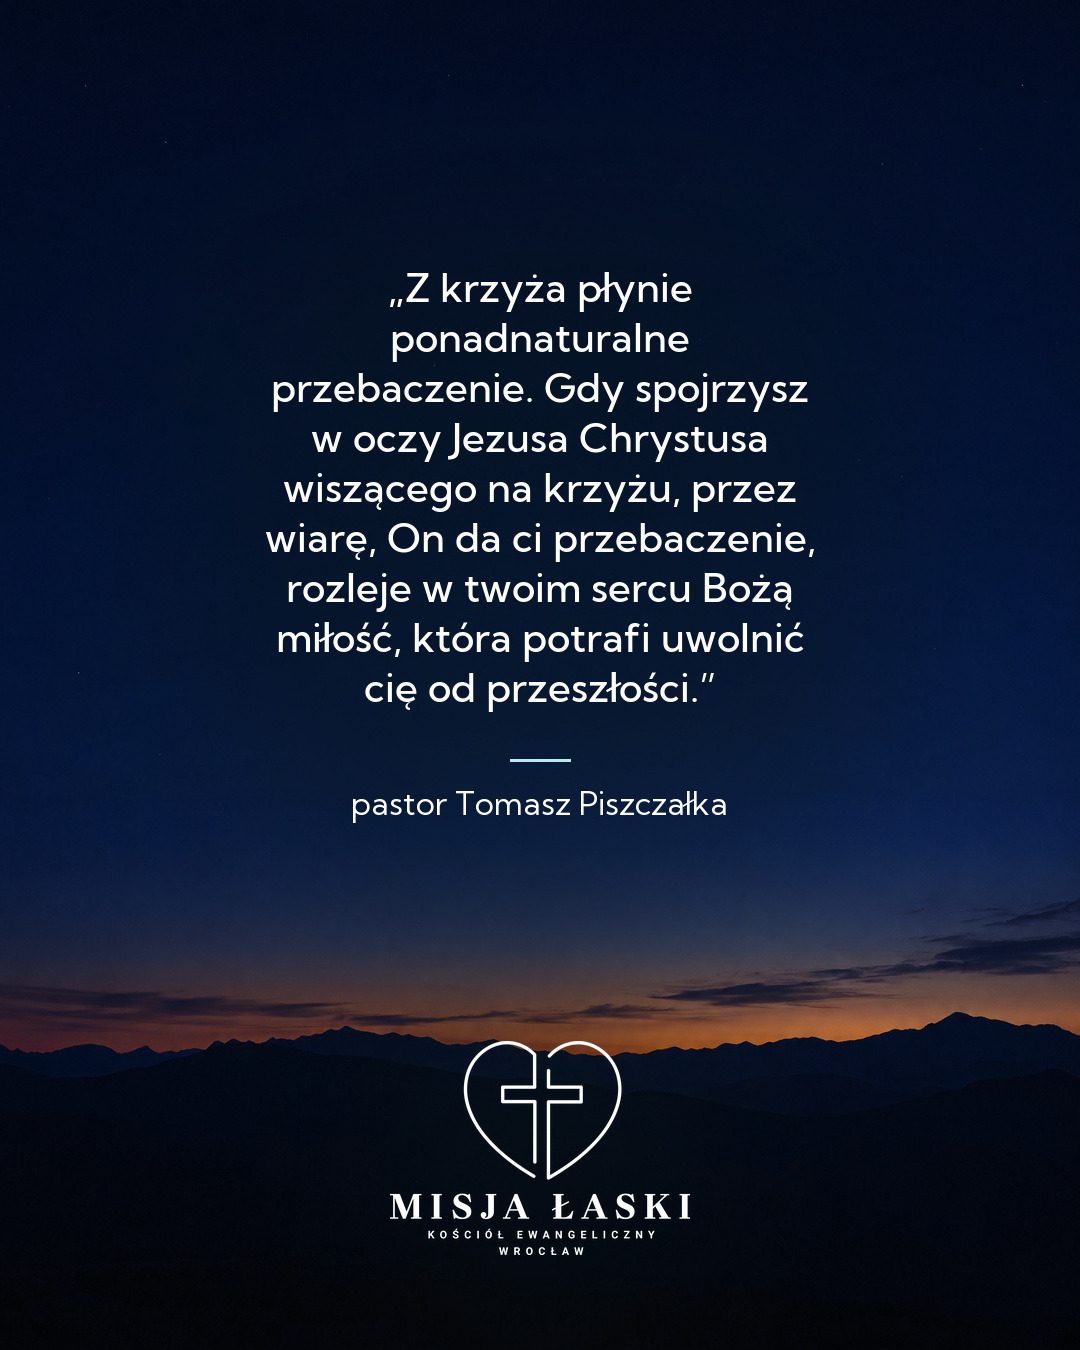 „Z krzyża płynie
ponadnaturalne
przebaczenie. Gdy spojrzysz
w oczy Jezusa Chrystusa
wiszącego na krzyżu, przez
wiarę, On da ci przebaczenie,
rozleje w twoim sercu Bożą
miłość, która potrafi uwolnić
cię od przeszłości.”
pastor Tomasz Piszczałka
MISJA ŁASKI
KOŚCIÓŁ EWANGELICZNY
WROCŁAW